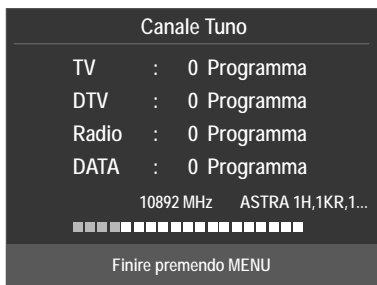 Canale Tuno
TV : 0 Programma
DTV : 0 Programma
Radio : 0 Programma
DATA : 0 Programma
10892 MHz ASTRA 1H,1KR,1...
Finire premendo MENU